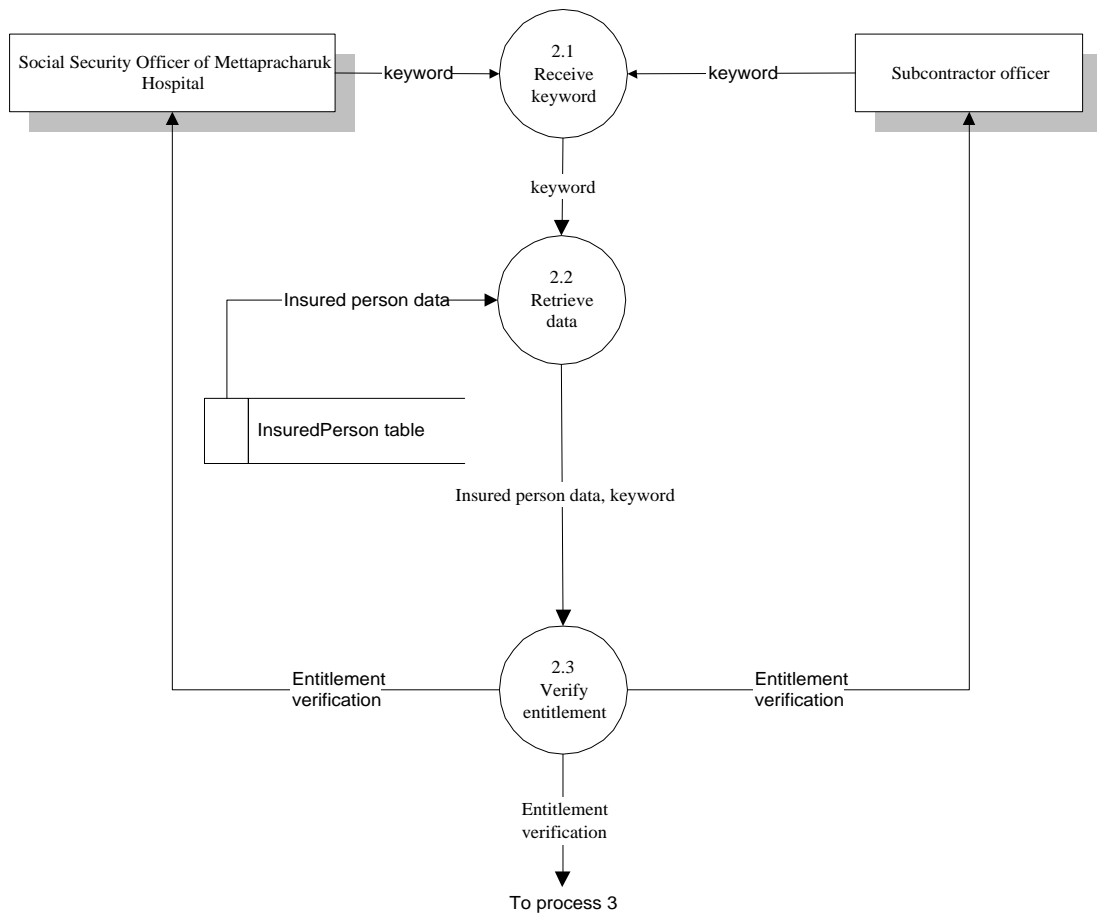 Social Security Officer of Mettapracharuk
Hospital
keyword
2.1
Receive
keyword
keyword
Subcontractor officer
keyword
2.2
Retrieve
data
Insured person data
InsuredPerson table
Insured person data, keyword
2.3
Verify
entitlement
Entitlement
verification
Entitlement
verification
Entitlement
verification
To process 3